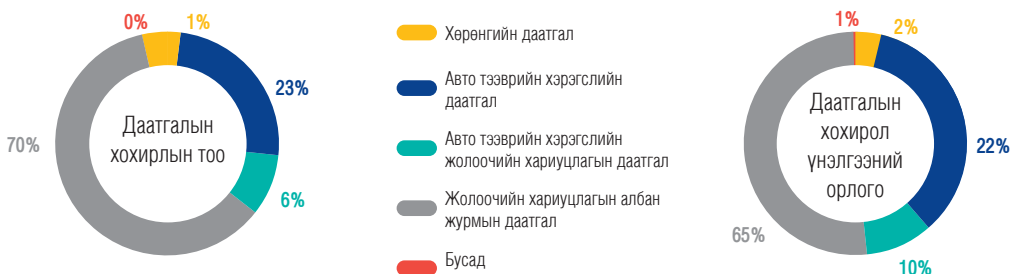 0%
1%
23%
6%
70%
Даатгалын
хохирлын тоо
Хөрөнгийн даатгал
Авто тээврийн хэрэгслийн
даатгал
Авто тээврийн хэрэгслийн
жолоочийн хариуцлагын даатгал
Жолоочийн хариуцлагын албан
журмын даатгал
Бусад
1%
2%
22%
10%
65%
Даатгалын
хохирол
үнэлгээний
орлого